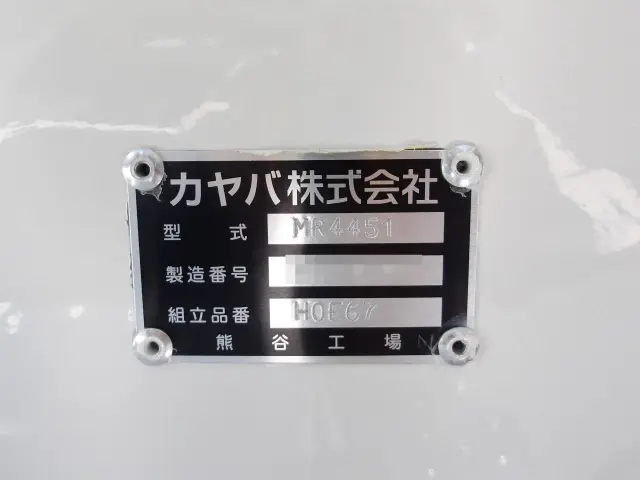 カヤバ株式会社
型式 MR4451
製造番号
組立品番 H0E67
熊谷工場